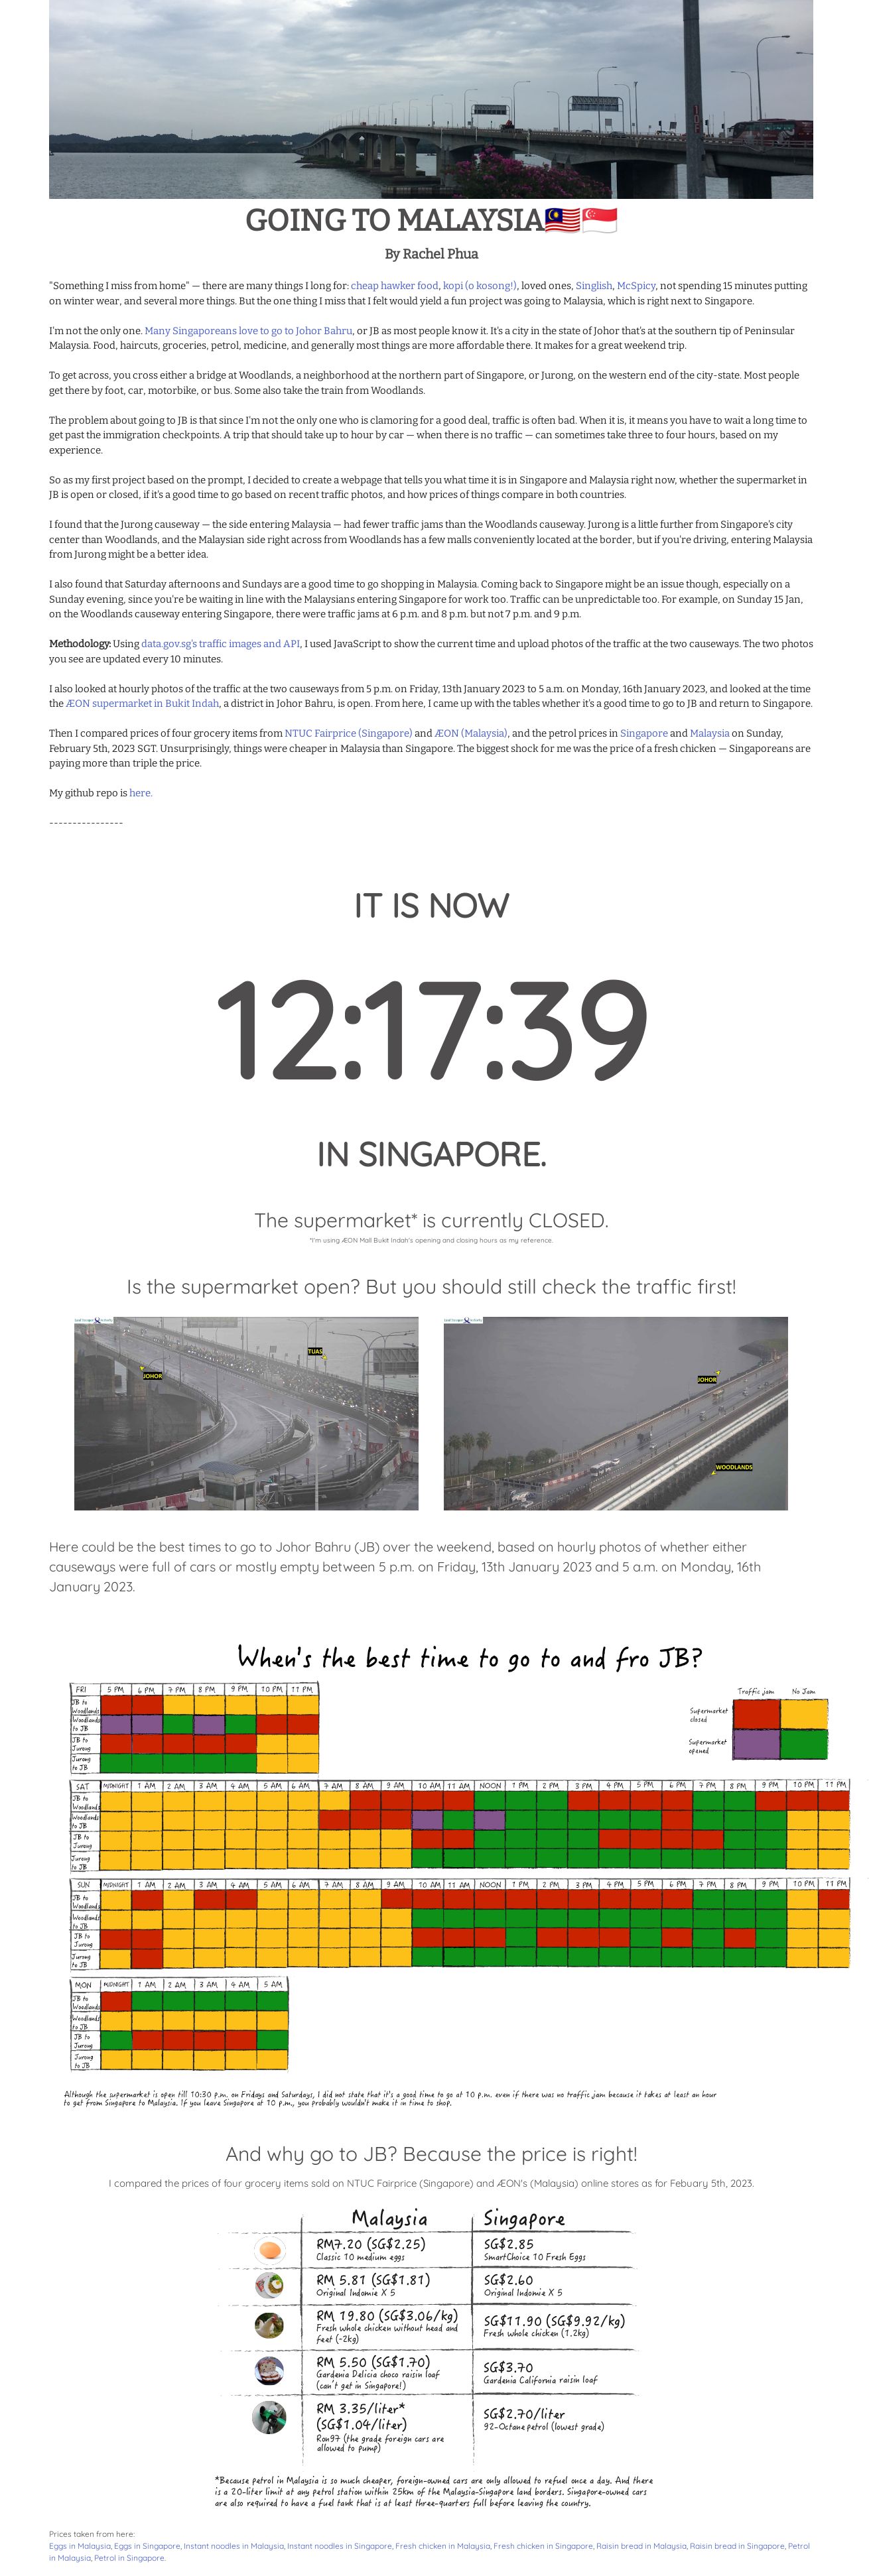 GOING TO MALAYSIA🇲🇾🇸🇬
By Rachel Phua
"Something I miss from home" — there are many things I long for: cheap hawker food, kopi (o kosong!), loved ones, Singlish, McSpicy, not spending 15 minutes putting
on winter wear, and several more things. But the one thing I miss that I felt would yield a fun project was going to Malaysia, which is right next to Singapore.
I'm not the only one. Many Singaporeans love to go to Johor Bahru, or JB as most people know it. It's a city in the state of Johor that's at the southern tip of Peninsular
Malaysia. Food, haircuts, groceries, petrol, medicine, and generally most things are more affordable there. It makes for a great weekend trip.
To get across, you cross either a bridge at Woodlands, a neighborhood at the northern part of Singapore, or Jurong, on the western end of the city-state. Most people
get there by foot, car, motorbike, or bus. Some also take the train from Woodlands.
The problem about going to JB is that since I'm not the only one who is clamoring for a good deal, traffic is often bad. When it is, it means you have to wait a long time to
get past the immigration checkpoints. A trip that should take up to hour by car — when there is no traffic — can sometimes take three to four hours, based on my
experience.
So as my first project based on the prompt, I decided to create a webpage that tells you what time it is in Singapore and Malaysia right now, whether the supermarket in
JB is open or closed, if it's a good time to go based on recent traffic photos, and how prices of things compare in both countries.
I found that the Jurong causeway — the side entering Malaysia — had fewer traffic jams than the Woodlands causeway. Jurong is a little further from Singapore's city
center than Woodlands, and the Malaysian side right across from Woodlands has a few malls conveniently located at the border, but if you're driving, entering Malaysia
from Jurong might be a better idea.
I also found that Saturday afternoons and Sundays are a good time to go shopping in Malaysia. Coming back to Singapore might be an issue though, especially on a
Sunday evening, since you're be waiting in line with the Malaysians entering Singapore for work too. Traffic can be unpredictable too. For example, on Sunday 15 Jan,
on the Woodlands causeway entering Singapore, there were traffic jams at 6 p.m. and 8 p.m. but not 7 p.m. and 9 p.m.
Methodology: Using data.gov.sg's traffic images and API, I used JavaScript to show the current time and upload photos of the traffic at the two causeways. The two photos
you see are updated every 10 minutes.
I also looked at hourly photos of the traffic at the two causeways from 5 p.m. on Friday, 13th January 2023 to 5 a.m. on Monday, 16th January 2023, and looked at the time
the ÆON supermarket in Bukit Indah, a district in Johor Bahru, is open. From here, I came up with the tables whether it's a good time to go to JB and return to Singapore.
Then I compared prices of four grocery items from NTUC Fairprice (Singapore) and ÆON (Malaysia), and the petrol prices in Singapore and Malaysia on Sunday,
February 5th, 2023 SGT. Unsurprisingly, things were cheaper in Malaysia than Singapore. The biggest shock for me was the price of a fresh chicken — Singaporeans are
paying more than triple the price.
My github repo is here.
----------------
IT IS NOW
12:17:39
IN SINGAPORE.
The supermarket* is currently CLOSED.
*I'm using ÆON Mall Bukit Indah's opening and closing hours as my reference.
Is the supermarket open? But you should still check the traffic first!
TUAS
JOHOR
JOHOR
WOODLANDS
Here could be the best times to go to Johor Bahru (JB) over the weekend, based on hourly photos of whether either
causeways were full of cars or mostly empty between 5 p.m. on Friday, 13th January 2023 and 5 a.m. on Monday, 16th
January 2023.
When's the best time to go to and fro JB?
Traffic jam No Jam
Supermarket closed
Supermarket opened
FRI 5 PM 6 PM 7 PM 8 PM 9 PM 10 PM 11 PM
JB to Woodlands
Woodlands to JB
JB to Jurong
Jurong to JB
SAT MIDNIGHT 1 AM 2 AM 3 AM 4 AM 5 AM 6 AM 7 AM 8 AM 9 AM 10 AM 11 AM NOON 1 PM 2 PM 3 PM 4 PM 5 PM 6 PM 7 PM 8 PM 9 PM 10 PM 11 PM
JB to Woodlands
Woodlands to JB
JB to Jurong
Jurong to JB
SUN MIDNIGHT 1 AM 2 AM 3 AM 4 AM 5 AM 6 AM 7 AM 8 AM 9 AM 10 AM 11 AM NOON 1 PM 2 PM 3 PM 4 PM 5 PM 6 PM 7 PM 8 PM 9 PM 10 PM 11 PM
JB to Woodlands
Woodlands to JB
JB to Jurong
Jurong to JB
MON MIDNIGHT 1 AM 2 AM 3 AM 4 AM 5 AM
JB to Woodlands
Woodlands to JB
JB to Jurong
Jurong to JB
Although the supermarket is open till 10:30 p.m. on Fridays and Saturdays, I did not state that it's a good time to go at 10 p.m. even if there was no traffic jam because it takes at least an hour
to get from Singapore to Malaysia. If you leave Singapore at 10 p.m., you probably wouldn't make it in time to shop.
And why go to JB? Because the price is right!
I compared the prices of four grocery items sold on NTUC Fairprice (Singapore) and ÆON's (Malaysia) online stores as for Febuary 5th, 2023.
Malaysia Singapore
RM7.20 (SG$2.25)
Classic 10 medium eggs
SG$2.85
SmartChoice 10 Fresh Eggs
RM 5.81 (SG$1.81)
Original Indomie X 5
SG$2.60
Original Indomie X 5
RM 19.80 (SG$3.06/kg)
Fresh whole chicken without head and
feet (~2kg)
SG$11.90 (SG$9.92/kg)
Fresh whole chicken (1.2kg)
RM 5.50 (SG$1.70)
Gardenia Delicia choco raisin loaf
(can't get in Singapore!)
SG$3.70
Gardenia California raisin loaf
RM 3.35/liter*
(SG$1.04/liter)
Ron97 (the grade foreign cars are
allowed to pump)
SG$2.70/liter
92-Octane petrol (lowest grade)
*Because petrol in Malaysia is so much cheaper, foreign-owned cars are only allowed to refuel once a day. And there
is a 20-liter limit at any petrol station within 25km of the Malaysia-Singapore land borders. Singapore-owned cars
are also required to have a fuel tank that is at least three-quarters full before leaving the country.
Prices taken from here:
Eggs in Malaysia, Eggs in Singapore, Instant noodles in Malaysia, Instant noodles in Singapore, Fresh chicken in Malaysia, Fresh chicken in Singapore, Raisin bread in Malaysia, Raisin bread in Singapore, Petrol
in Malaysia, Petrol in Singapore.